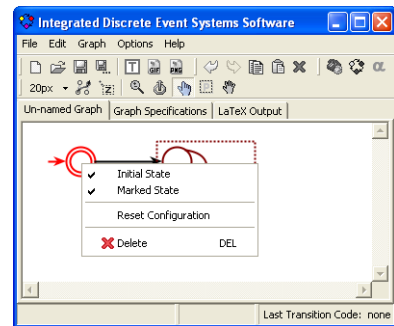 Integrated Discrete Event Systems Software
File Edit Graph Options Help
T α
20px z
Un-named Graph Graph Specifications LaTeX Output
Initial State
Marked State
Reset Configuration
Delete DEL
Last Transition Code: none